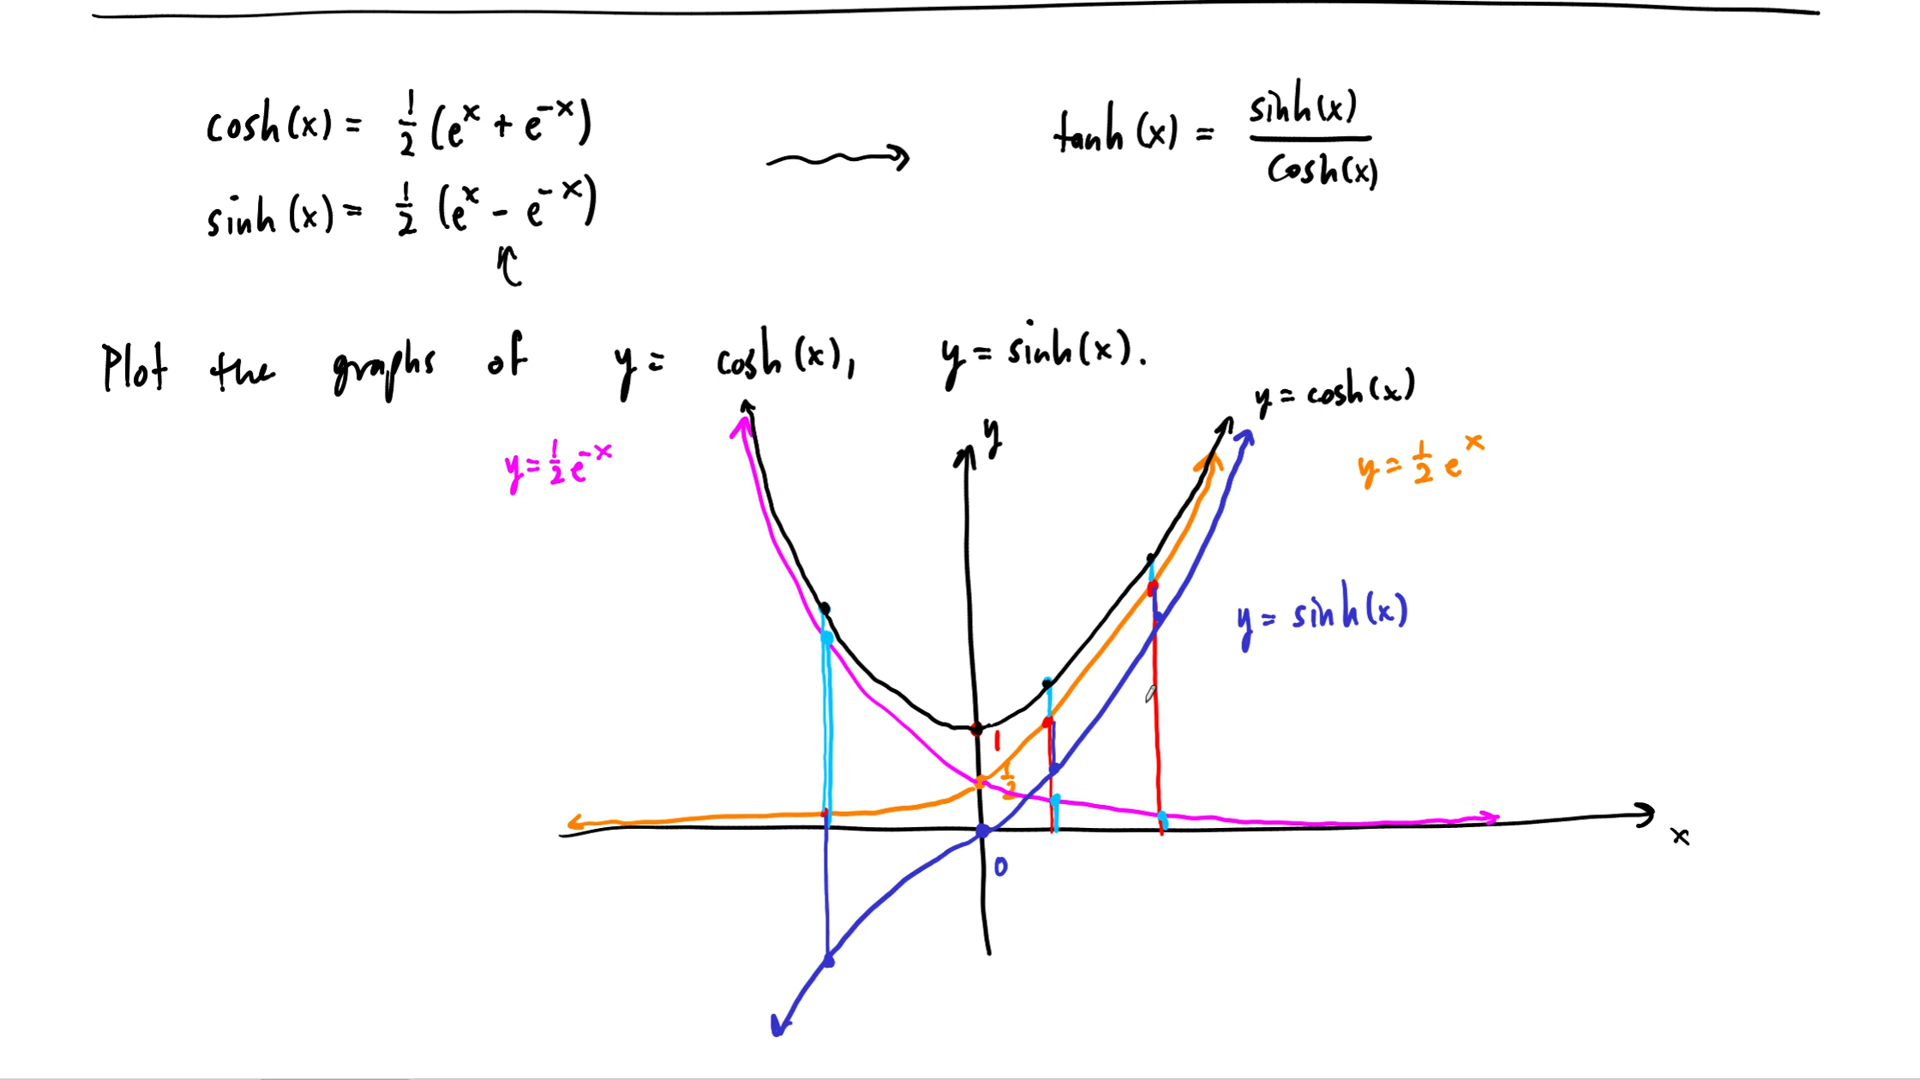 cosh(x) = 1/2 (e^x + e^-x)
tanh(x) = sinh(x)/cosh(x)
sinh(x) = 1/2 (e^x - e^-x)
Plot the graphs of y = cosh(x), y = sinh(x).
y = cosh(x)
y
y = 1/2 e^-x
y = 1/2 e^x
y = sinh(x)
1
1/2
x
0